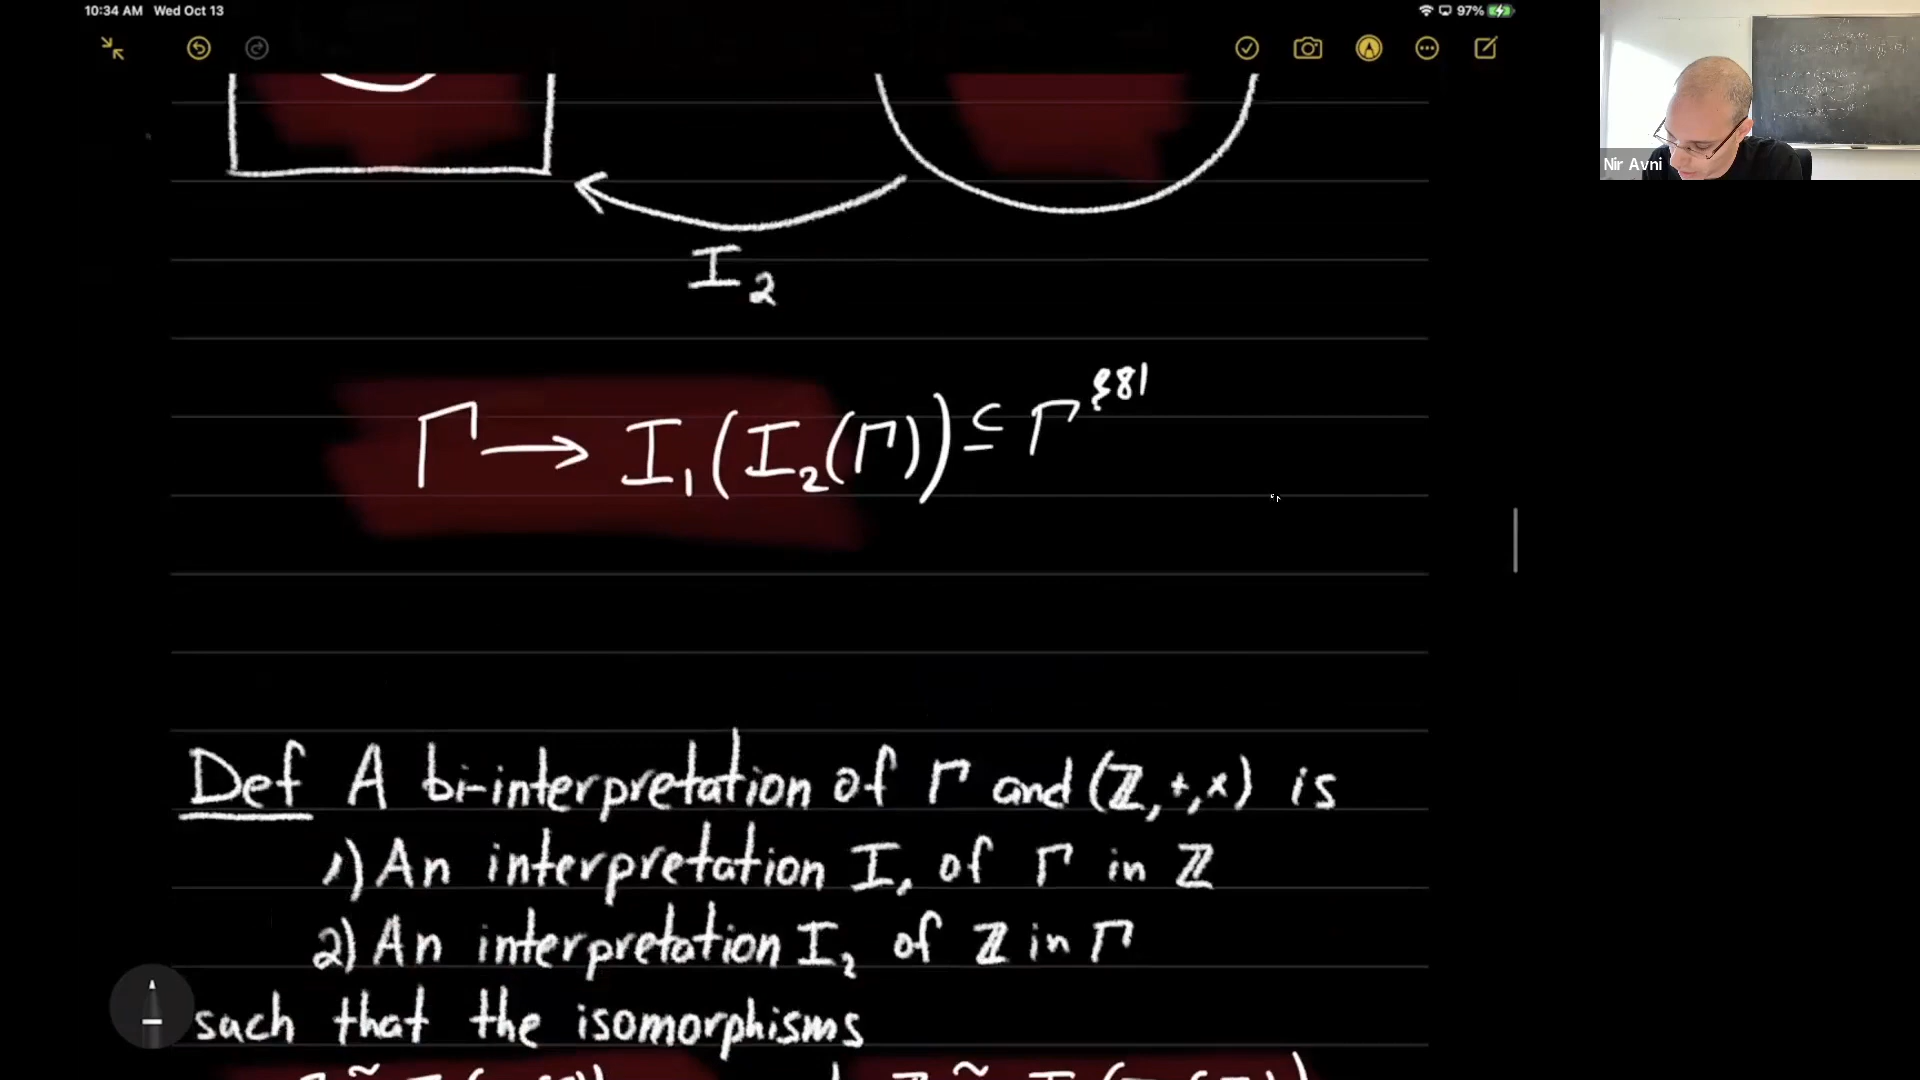 10:34 AM Wed Oct 13
97%
Nir Avni
I₂
Γ → I₁(I₂(Γ)) ⊆ Γ
Def A bi-interpretation of Γ and (ℤ,+,×) is
1) An interpretation I₁ of Γ in ℤ
2) An interpretation I₂ of ℤ in Γ
such that the isomorphisms